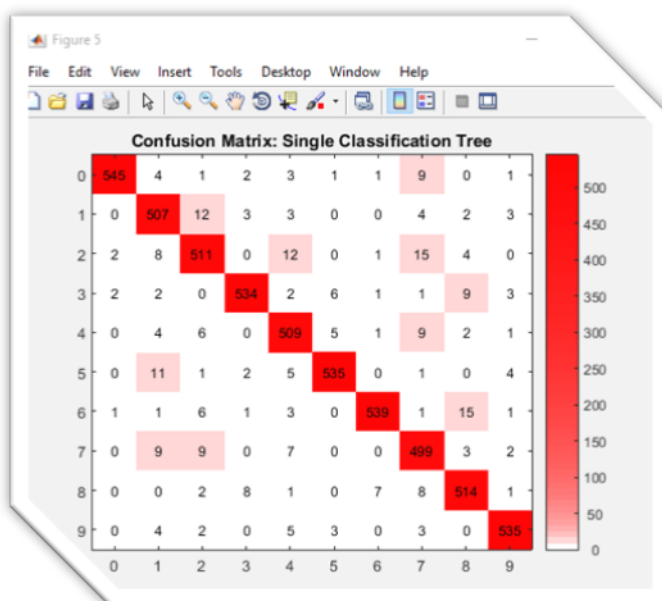 Figure 5
File Edit View Insert Tools Desktop Window Help
Confusion Matrix: Single Classification Tree
0 545 4 1 2 3 1 1 9 0 1
1 0 507 12 3 3 0 0 4 2 3
2 2 8 511 0 12 0 1 15 4 0
3 2 2 0 534 2 6 1 1 9 3
4 0 4 6 0 509 5 1 9 2 1
5 0 11 1 2 5 535 0 1 0 4
6 1 1 6 1 3 0 539 1 15 1
7 0 9 9 0 7 0 0 499 3 2
8 0 0 2 8 1 0 7 8 514 1
9 0 4 2 0 5 3 0 3 0 535
0 1 2 3 4 5 6 7 8 9
500
450
400
350
300
250
200
150
100
50
0